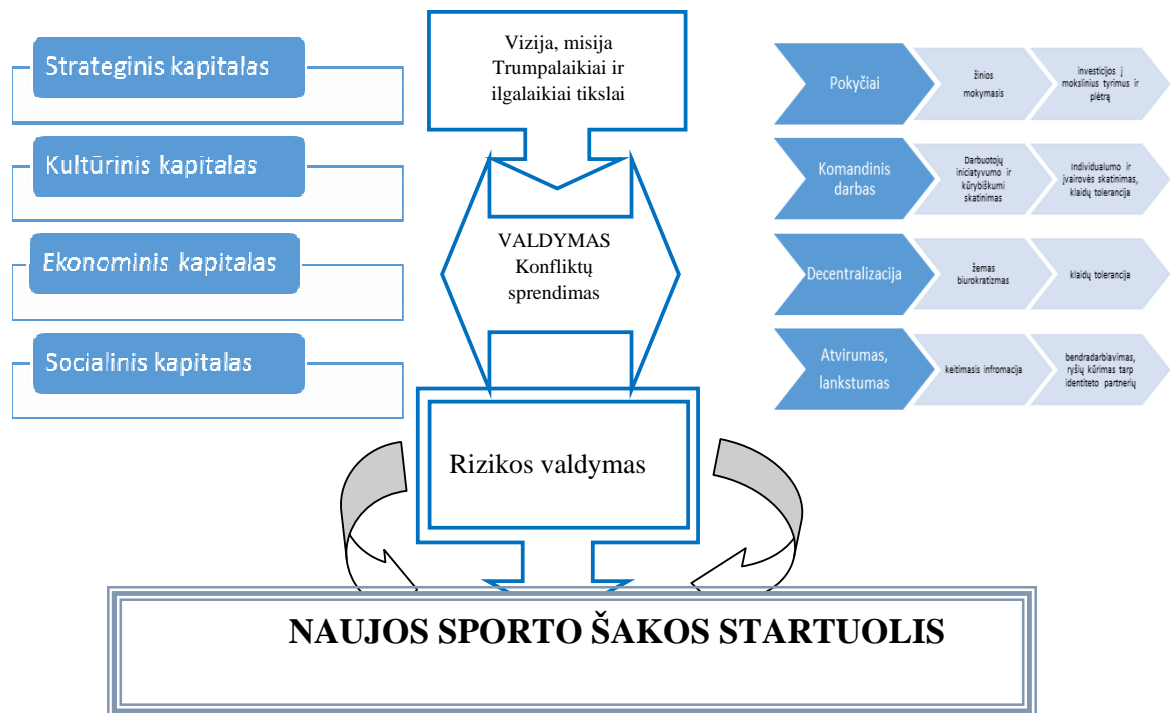 Strateginis kapitalas
Kultūrinis kapitalas
Ekonominis kapitalas
Socialinis kapitalas
Vizija, misija
Trumpalaikiai ir
ilgalaikiai tikslai
VALDYMAS
Konfliktų
sprendimas
Rizikos valdymas
Pokyčiai
žinios
mokymasis
investicijos į
mokslinius tyrimus ir
plėtrą
Komandinis
darbas
Darbuotojų
iniciatyvumo ir
kūrybiškumi
skatinimas
Individualumo ir
įvairovės skatinimas,
klaidų tolerancija
Decentralizacija
žemas
biurokratizmas
klaidų tolerancija
Atvirumas,
lankstumas
keitimasis infromacija
bendradarbiavimas,
ryšių kūrimas tarp
identiteto partnerių
NAUJOS SPORTO ŠAKOS STARTUOLIS